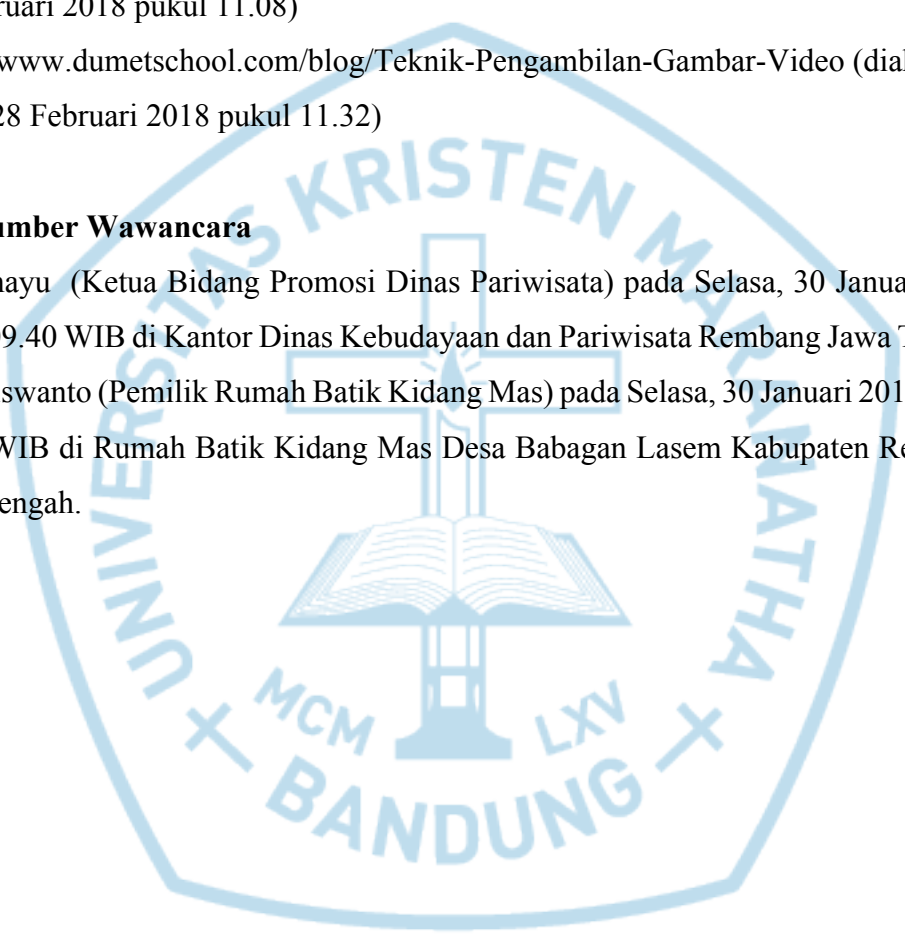 ruari 2018 pukul 11.08)
www.dumetschool.com/blog/Teknik-Pengambilan-Gambar-Video (dial
28 Februari 2018 pukul 11.32)
umber Wawancara
nayu (Ketua Bidang Promosi Dinas Pariwisata) pada Selasa, 30 Janua
09.40 WIB di Kantor Dinas Kebudayaan dan Pariwisata Rembang Jawa T
swanto (Pemilik Rumah Batik Kidang Mas) pada Selasa, 30 Januari 201
WIB di Rumah Batik Kidang Mas Desa Babagan Lasem Kabupaten Re
engah.
UNIVERSITAS KRISTEN MARANATHA
MCM LXV
BANDUNG